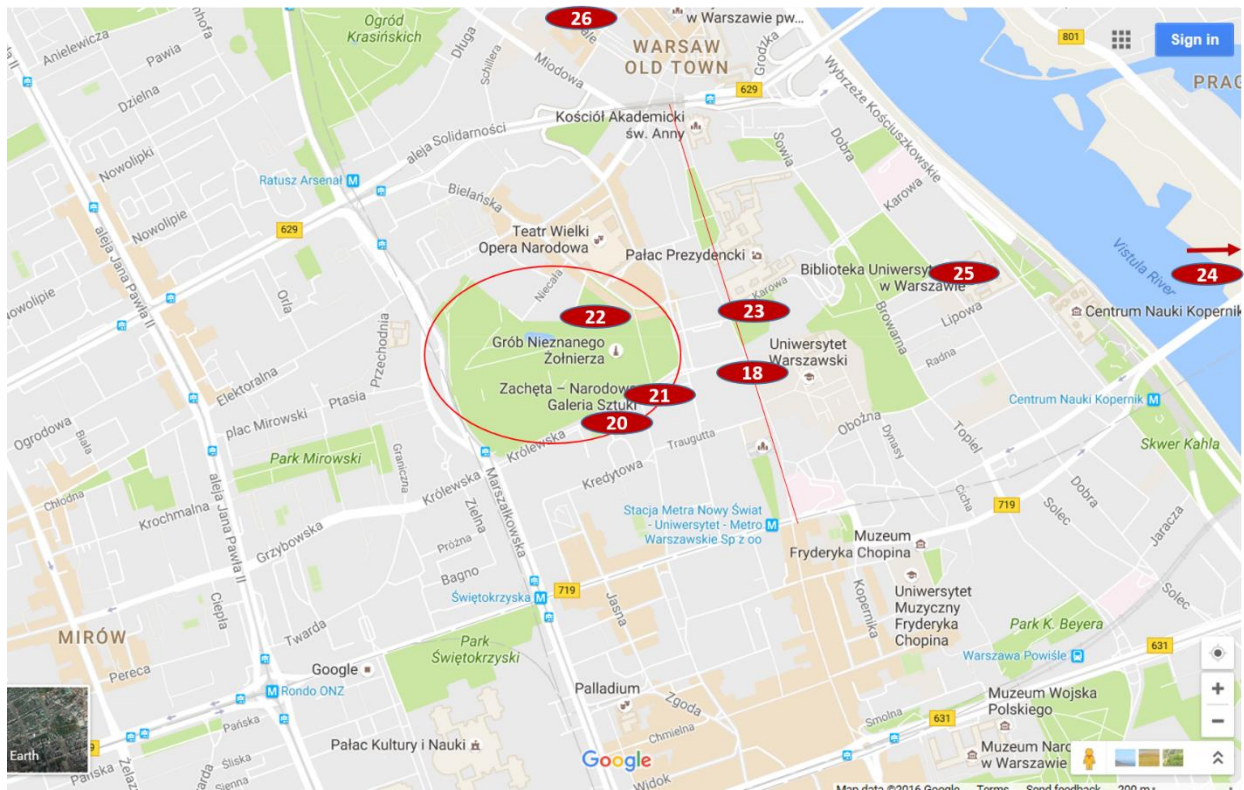 26
w Warszawie pw...
Ogród
Krasińskich
WARSAW
OLD TOWN
Anielewicza
Pawia
Dzielna
Długa
Schillera
Miodowa
Grodzka
801
Sign in
PRAG
629
Wybrzeże Kościuszkowskie
Kościół Akademicki
św. Anny
aleja Solidarności
Nowolipki
Nowolipie
Ratusz Arsenał
Bielańska
Sowia
Dobra
Karowa
aleja Jana Pawła II
629
Teatr Wielki
Opera Narodowa
Pałac Prezydencki
Vistula River
Biblioteka Uniwersyt
w Warszawie
25
24
Nowolipie
Orla
Niecała
Karowa
22
23
Browarna
Lipowa
Centrum Nauki Kopernik
Przechodnia
Grób Nieznanego
Żołnierza
Uniwersytet
Warszawski
Radna
18
Elektoralna
Zachęta – Narodowa
Galeria Sztuki
21
20
Centrum Nauki Kopernik
Ptasia
plac Mirowski
Ogrodowa
Biała
Park Mirowski
Graniczna
Królewska
Traugutta
Obożna
Dynasy
Topiel
Skwer Kahla
Kredytowa
Chłodna
Krochmalna
Królewska
Zielna
Marszałkowska
Cicha
Dobra
Solec
719
Jaracza
aleja Jana Pawła II
Grzybowska
Stacja Metra Nowy Świat
- Uniwersytet - Metro
Warszawskie Sp z oo
Próżna
Muzeum
Fryderyka Chopina
Bagno
Świętokrzyska
719
Jasna
Kopernika
Uniwersytet
Muzyczny
Fryderyka
Chopina
Solec
Ciepła
Twarda
MIRÓW
Park
Świętokrzyski
Park K. Beyera
631
Pereca
Google
Warszawa Powiśle
Rondo ONZ
Palladium
Zgoda
Muzeum Wojska
Polskiego
Pańska
Smolna
631
Chmielna
Pałac Kultury i Nauki
Google
Muzeum Naro
w Warszawie
Earth
9
Śliska
Pańska
Żelazna
Sienna
Widok
Map data ©2016 Google Terms Send feedback 200 m